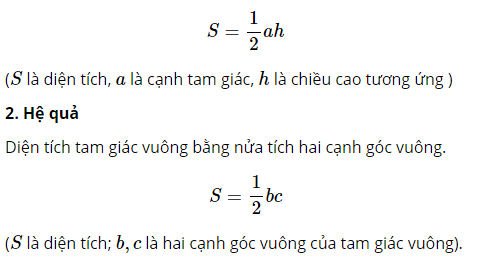 S = 1/2 ah
(S là diện tích, a là cạnh tam giác, h là chiều cao tương ứng )
2. Hệ quả
Diện tích tam giác vuông bằng nửa tích hai cạnh góc vuông.
S = 1/2 bc
(S là diện tích; b, c là hai cạnh góc vuông của tam giác vuông).